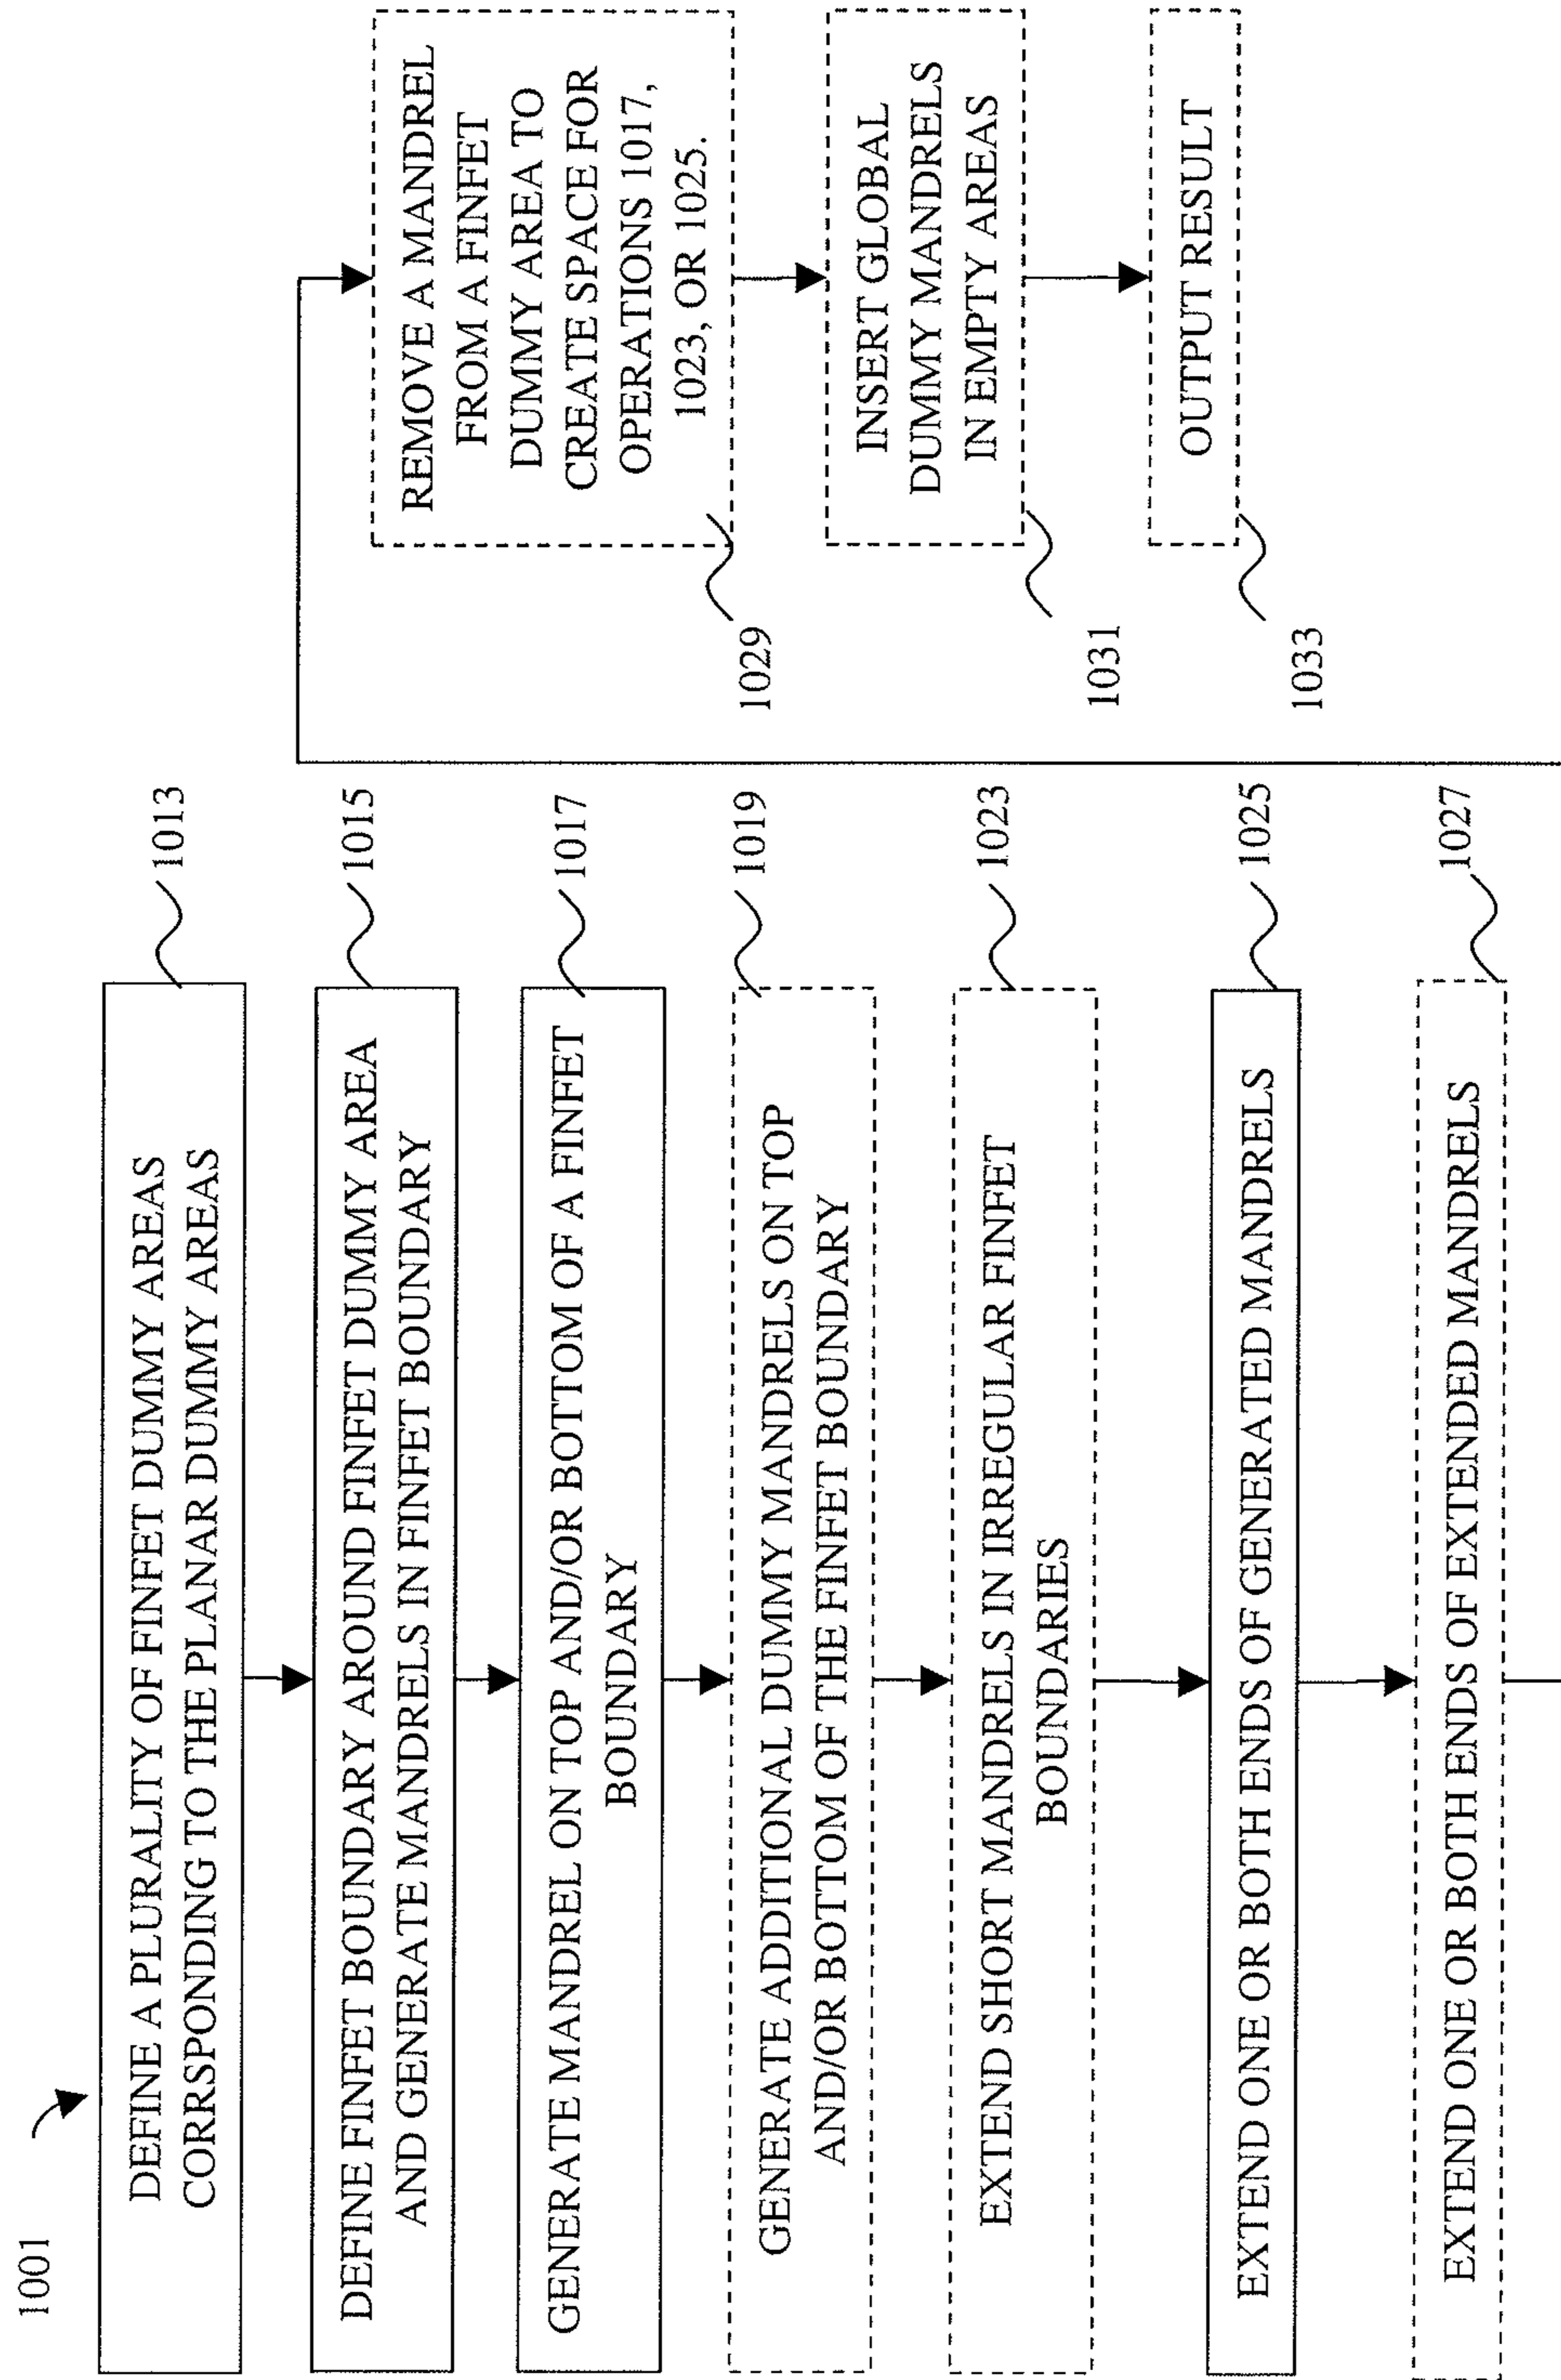 1001
DEFINE A PLURALITY OF FINFET DUMMY AREAS
CORRSPONDING TO THE PLANAR DUMMY AREAS
1013
DEFINE FINFET BOUNDARY AROUND FINFET DUMMY AREA
AND GENERATE MANDRELS IN FINFET BOUNDARY
1015
GENERATE MANDREL ON TOP AND/OR BOTTOM OF A FINFET
BOUNDARY
1017
GENERATE ADDITIONAL DUMMY MANDRELS ON TOP
AND/OR BOTTOM OF THE FINFET BOUNDARY
1019
EXTEND SHORT MANDRELS IN IRREGULAR FINFET
BOUNDARIES
1023
EXTEND ONE OR BOTH ENDS OF GENERATED MANDRELS
1025
EXTEND ONE OR BOTH ENDS OF EXTENDED MANDRELS
1027
REMOVE A MANDREL
FROM A FINFET
DUMMY AREA TO
CREATE SPACE FOR
OPERATIONS 1017,
1023, OR 1025.
1029
INSERT GLOBAL
DUMMY MANDRELS
IN EMPTY AREAS
1031
OUTPUT RESULT
1033